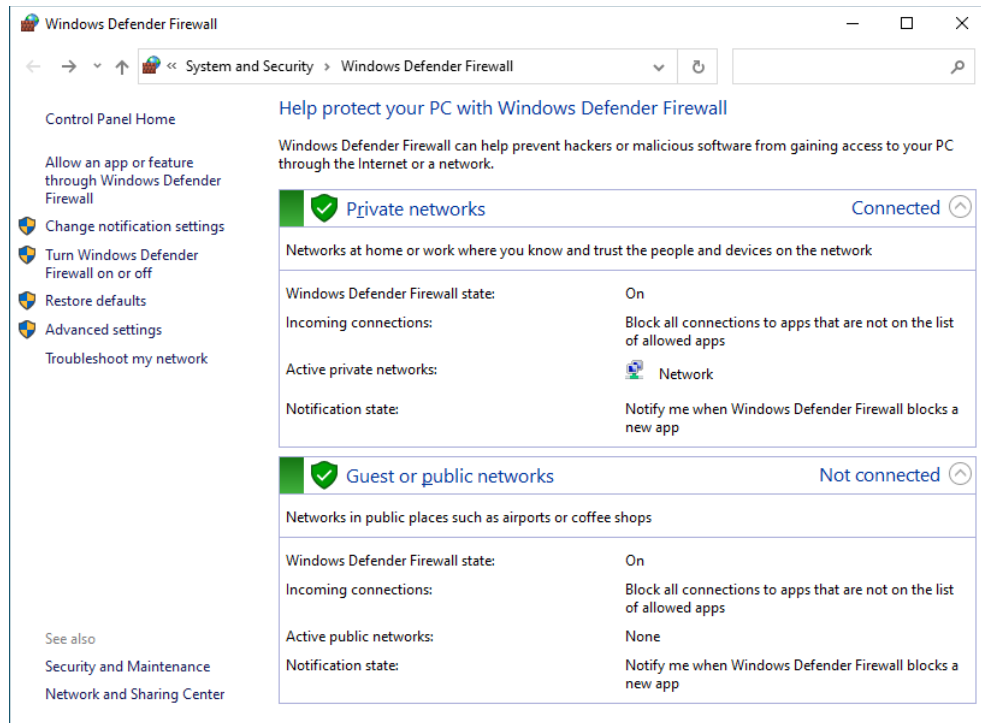 Windows Defender Firewall
« System and Security › Windows Defender Firewall
Control Panel Home
Allow an app or feature
through Windows Defender
Firewall
Change notification settings
Turn Windows Defender
Firewall on or off
Restore defaults
Advanced settings
Troubleshoot my network
See also
Security and Maintenance
Network and Sharing Center
Help protect your PC with Windows Defender Firewall
Windows Defender Firewall can help prevent hackers or malicious software from gaining access to your PC
through the Internet or a network.
Private networks Connected
Networks at home or work where you know and trust the people and devices on the network
Windows Defender Firewall state: On
Incoming connections: Block all connections to apps that are not on the list
of allowed apps
Active private networks: Network
Notification state: Notify me when Windows Defender Firewall blocks a
new app
Guest or public networks Not connected
Networks in public places such as airports or coffee shops
Windows Defender Firewall state: On
Incoming connections: Block all connections to apps that are not on the list
of allowed apps
Active public networks: None
Notification state: Notify me when Windows Defender Firewall blocks a
new app